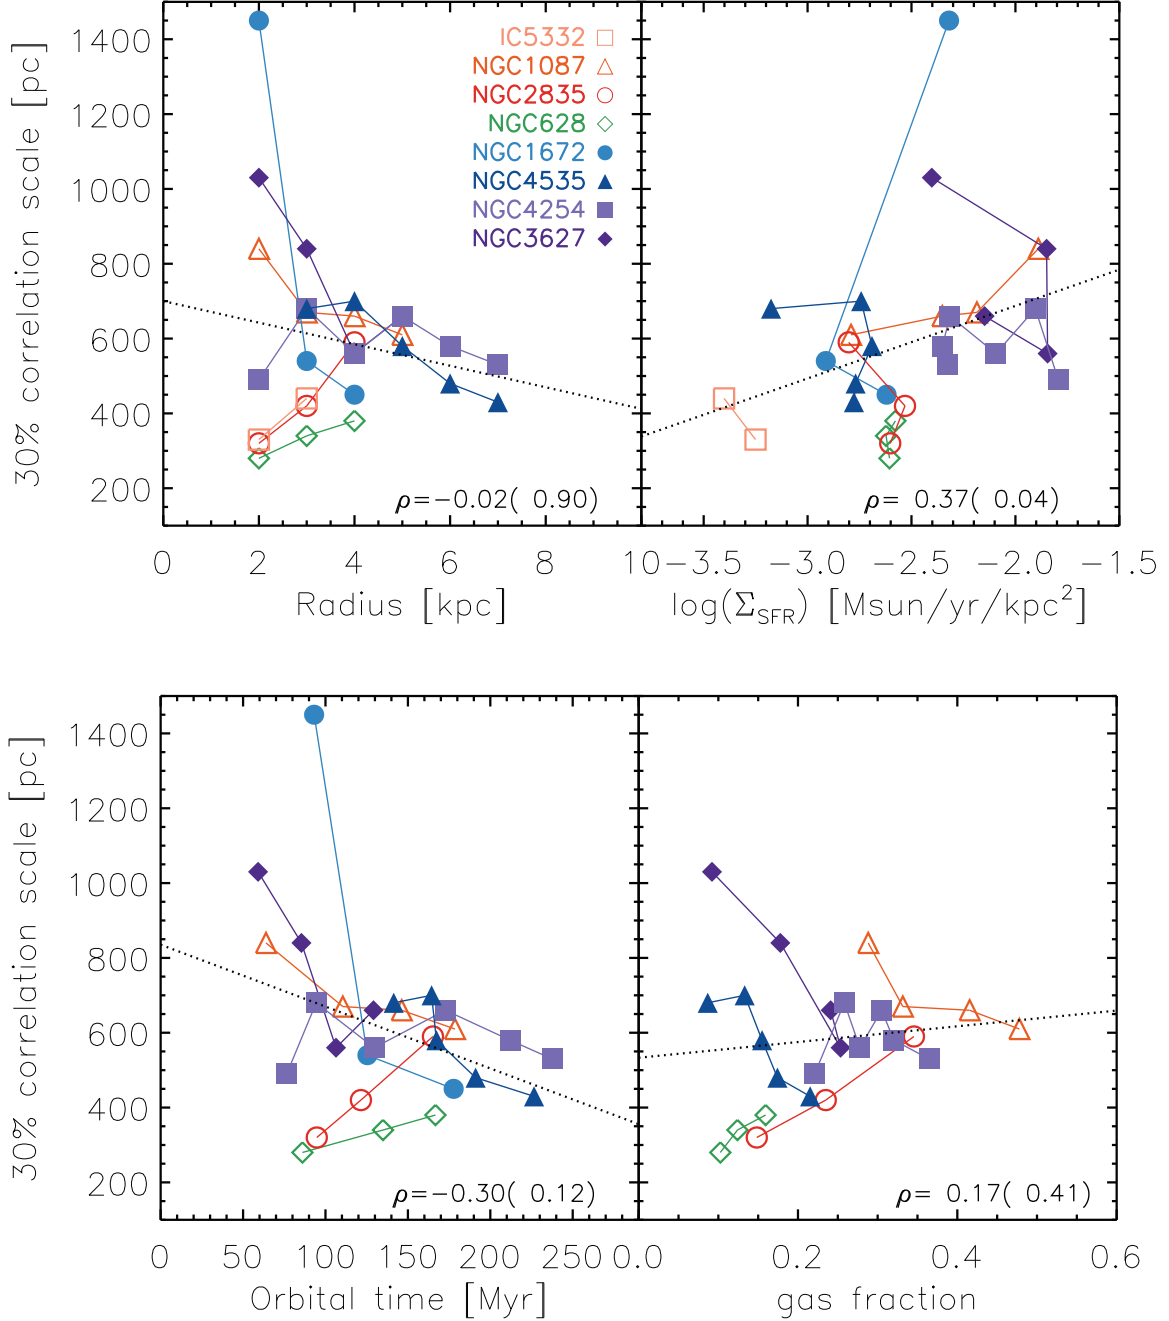 30% correlation scale [pc]
1400
1200
1000
800
600
400
200
IC5332
NGC1087
NGC2835
NGC628
NGC1672
NGC4535
NGC4254
NGC3627
ρ=−0.02( 0.90)
ρ= 0.37( 0.04)
0 2 4 6 8 10 −3.5 −3.0 −2.5 −2.0 −1.5
Radius [kpc]
log(Σ_SFR) [Msun/yr/kpc²]
30% correlation scale [pc]
1400
1200
1000
800
600
400
200
ρ=−0.30( 0.12)
ρ= 0.17( 0.41)
0 50 100 150 200 250 0.0 0.2 0.4 0.6
Orbital time [Myr]
gas fraction